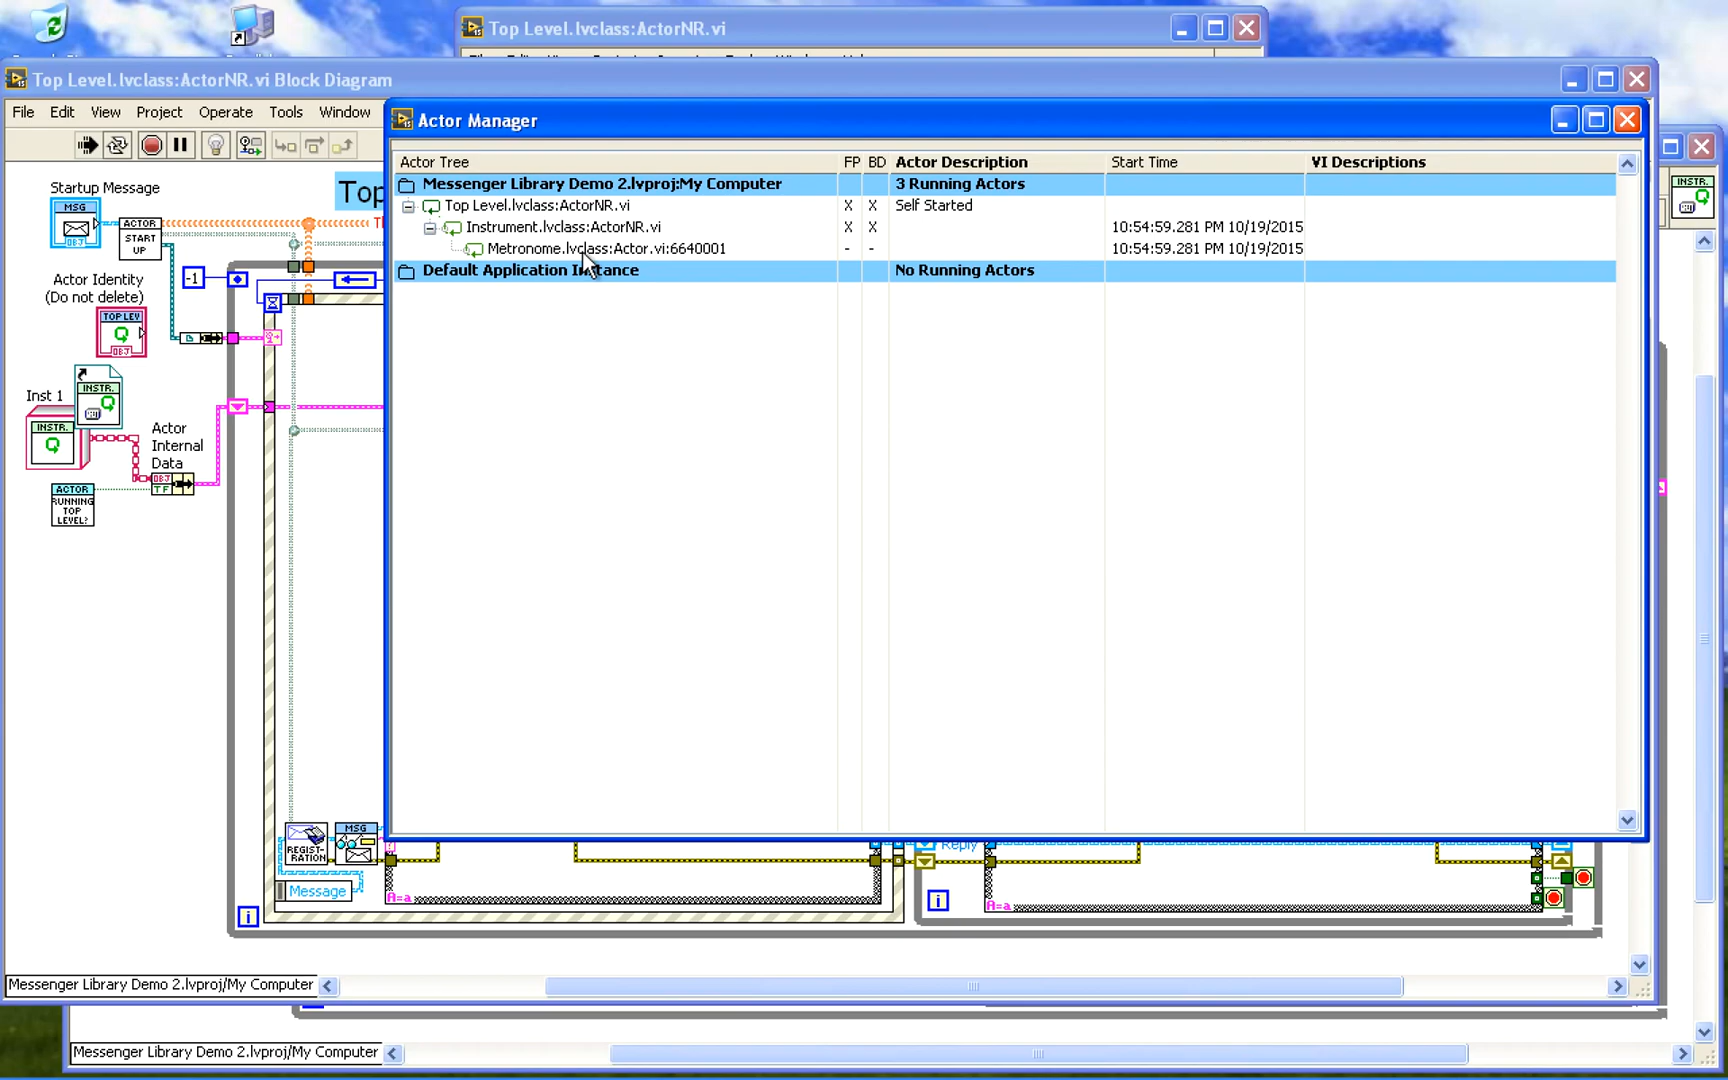 Top Level.lvclass:ActorNR.vi
Top Level.lvclass:ActorNR.vi Block Diagram
File Edit View Project Operate Tools Window
Actor Manager
Actor Tree FP BD Actor Description Start Time VI Descriptions
Messenger Library Demo 2.lvproj:My Computer 3 Running Actors
Top Level.lvclass:ActorNR.vi X X Self Started
Instrument.lvclass:ActorNR.vi X X 10:54:59.281 PM 10/19/2015
Metronome.lvclass:Actor.vi:6640001 - - 10:54:59.281 PM 10/19/2015
Default Application Instance No Running Actors
Startup Message
MSG
ACTOR
START
UP
Actor Identity
(Do not delete)
TOP LEV
OBJ
-1
Inst 1
INSTR.
INSTR.
Actor
Internal
Data
OBJ
TF
ACTOR
RUNNING
TOP
LEVEL?
INSTR.
REGIST-
RATION
MSG
Message
A=a
i
Reply
i
A=a
Messenger Library Demo 2.lvproj/My Computer
Messenger Library Demo 2.lvproj/My Computer